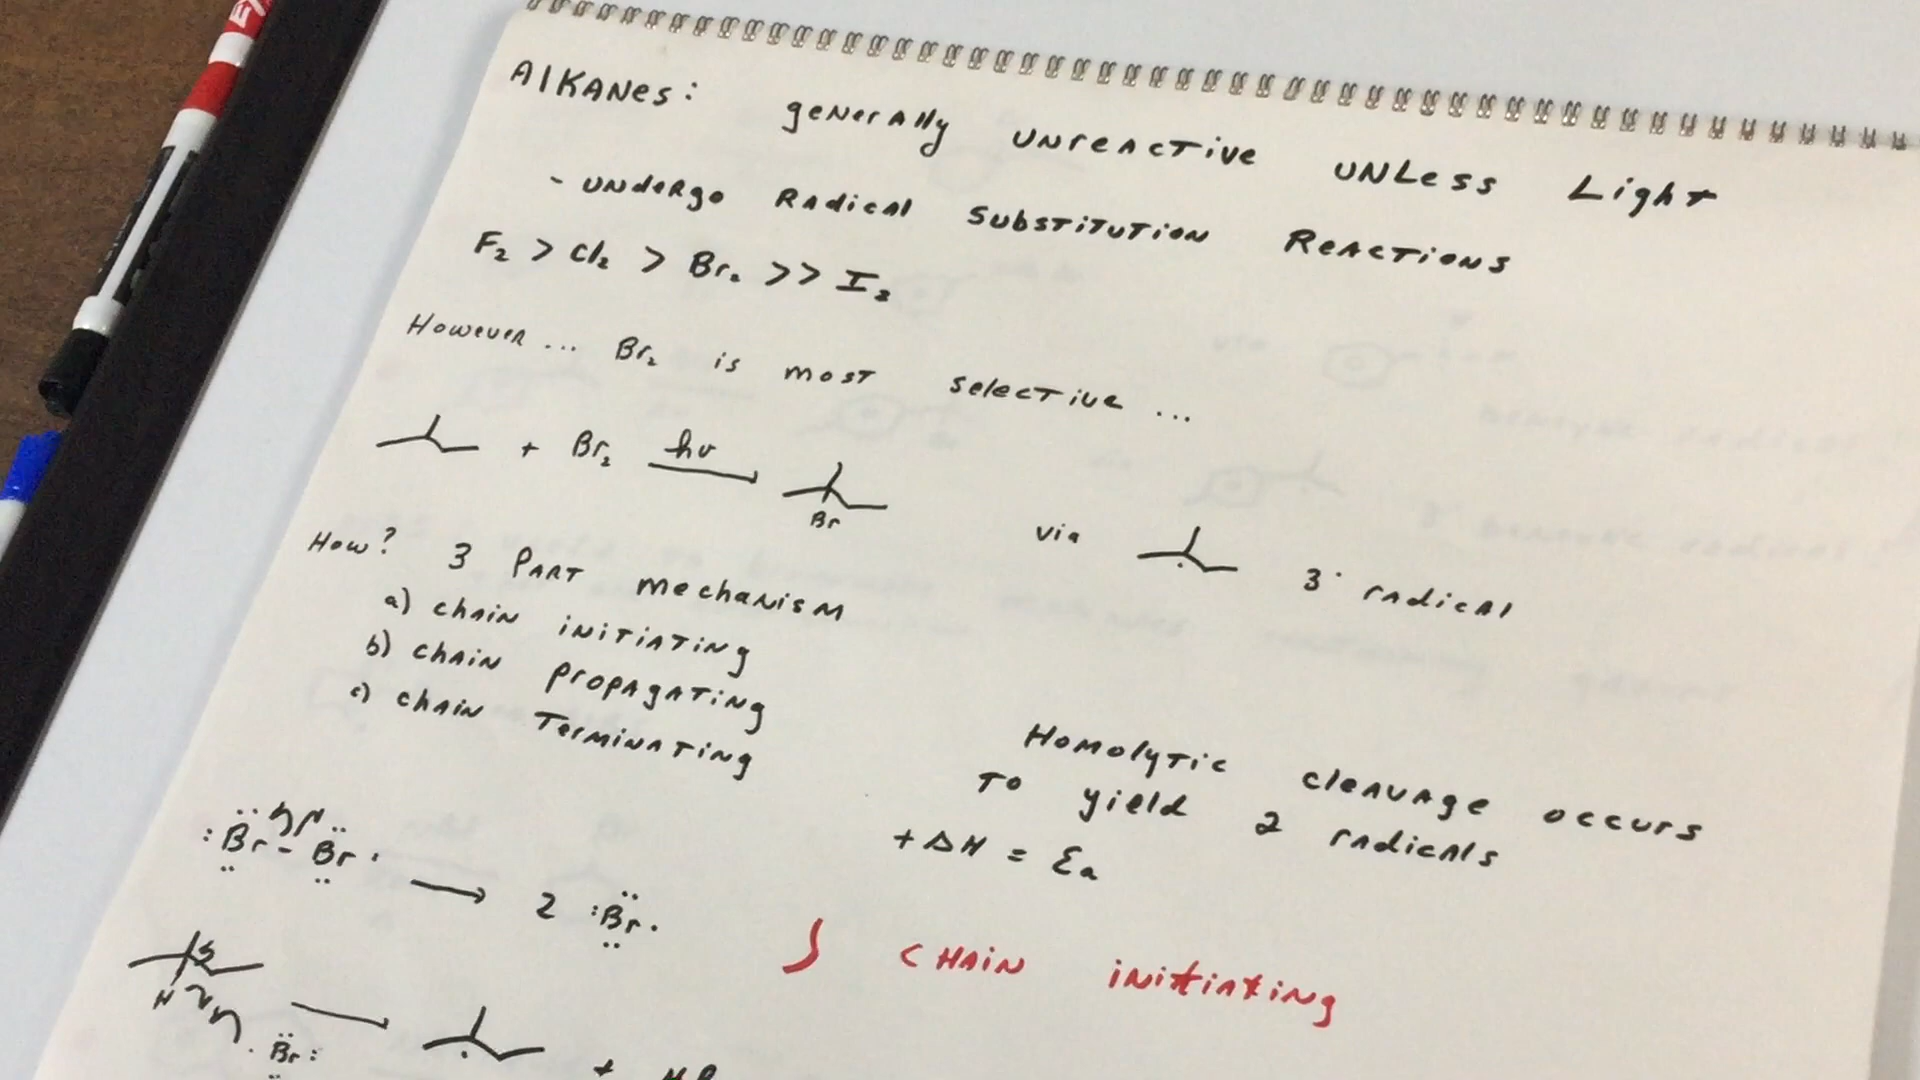 Alkanes: generally unreactive unless light
- undergo Radical Substitution Reactions
F₂ > Cl₂ > Br₂ >> I₂
However ... Br₂ is most selective ...
+ Br₂ hν
Br
via
3° radical
How? 3 Part mechanism
a) chain initiating
b) chain propagating
c) chain Terminating
Homolytic cleavage occurs
to yield 2 radicals
+ΔH = Ea
:Br - Br· → 2 :Br·
} chain initiating
H
·Br:
+